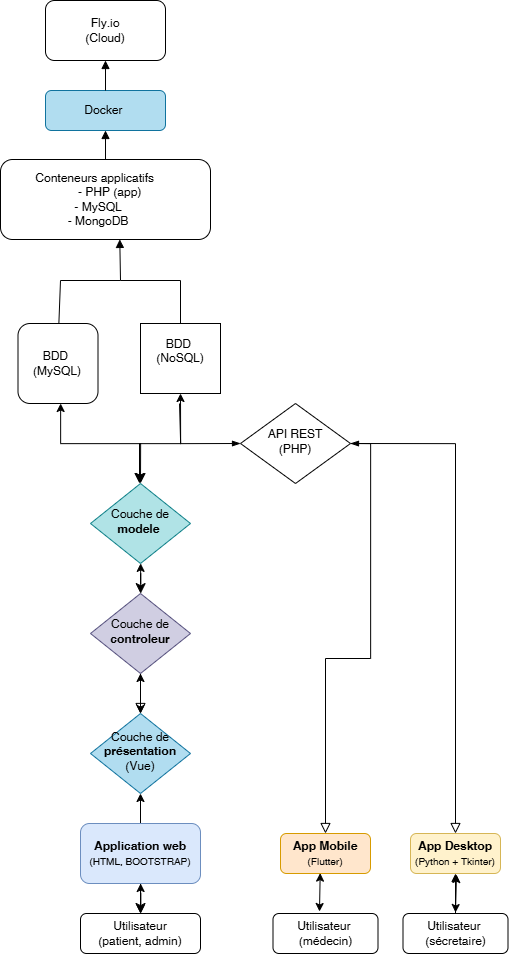 Fly.io
(Cloud)
Docker
Conteneurs applicatifs
- PHP (app)
- MySQL
- MongoDB
BDD
(MySQL)
BDD
(NoSQL)
API REST
(PHP)
Couche de
modele
Couche de
controleur
Couche de
présentation
(Vue)
Application web
(HTML, BOOTSTRAP)
App Mobile
(Flutter)
App Desktop
(Python + Tkinter)
Utilisateur
(patient, admin)
Utilisateur
(médecin)
Utilisateur
(sécretaire)